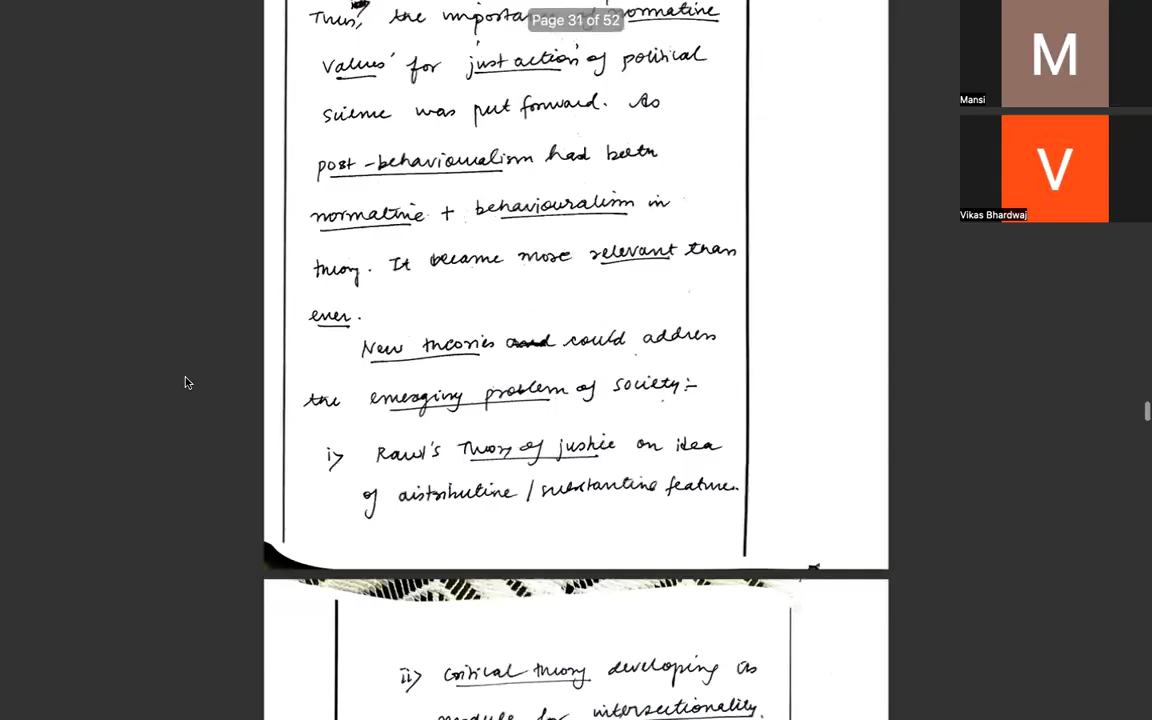 Thus, the importa
Page 31 of 52
normative
values' for 'just action' of political
science was put forward. As
post-behaviouralism had been
normative + behaviouralism in
theory. It became more relevant than
ever.
New theories could address
the emerging problem of society:-
i> Rawl's Theory of justice on idea
of distributive / substantive feature.
ii> Critical theory developing as
module for intersectionality.
M
Mansi
V
Vikas Bhardwaj